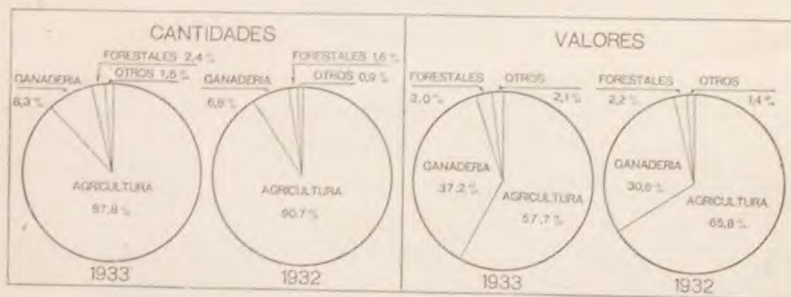 CANTIDADES
FORESTALES 2,4 %
OTROS 1,5 %
GANADERIA
8,3 %
AGRICULTURA
87,8 %
1933
FORESTALES 1,6 %
OTROS 0,9 %
GANADERIA
6,8 %
AGRICULTURA
90,7 %
1932
VALORES
FORESTALES
3,0 %
OTROS
2,1 %
GANADERIA
37,2 %
AGRICULTURA
57,7 %
1933
FORESTALES
2,2 %
OTROS
1,4 %
GANADERIA
30,6 %
AGRICULTURA
65,8 %
1932